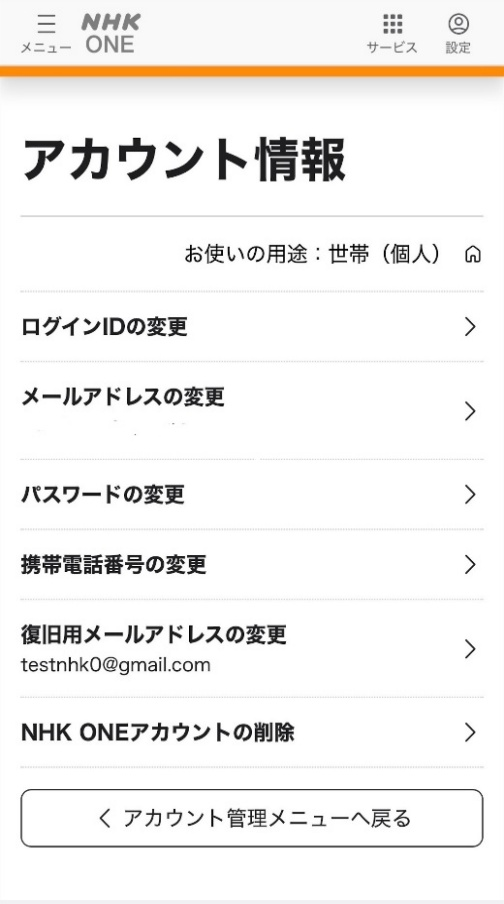 NHK
メニュー ONE サービス 設定
アカウント情報
お使いの用途：世帯（個人）
ログインIDの変更
メールアドレスの変更
パスワードの変更
携帯電話番号の変更
復旧用メールアドレスの変更
testnhk0@gmail.com
NHK ONEアカウントの削除
アカウント管理メニューへ戻る